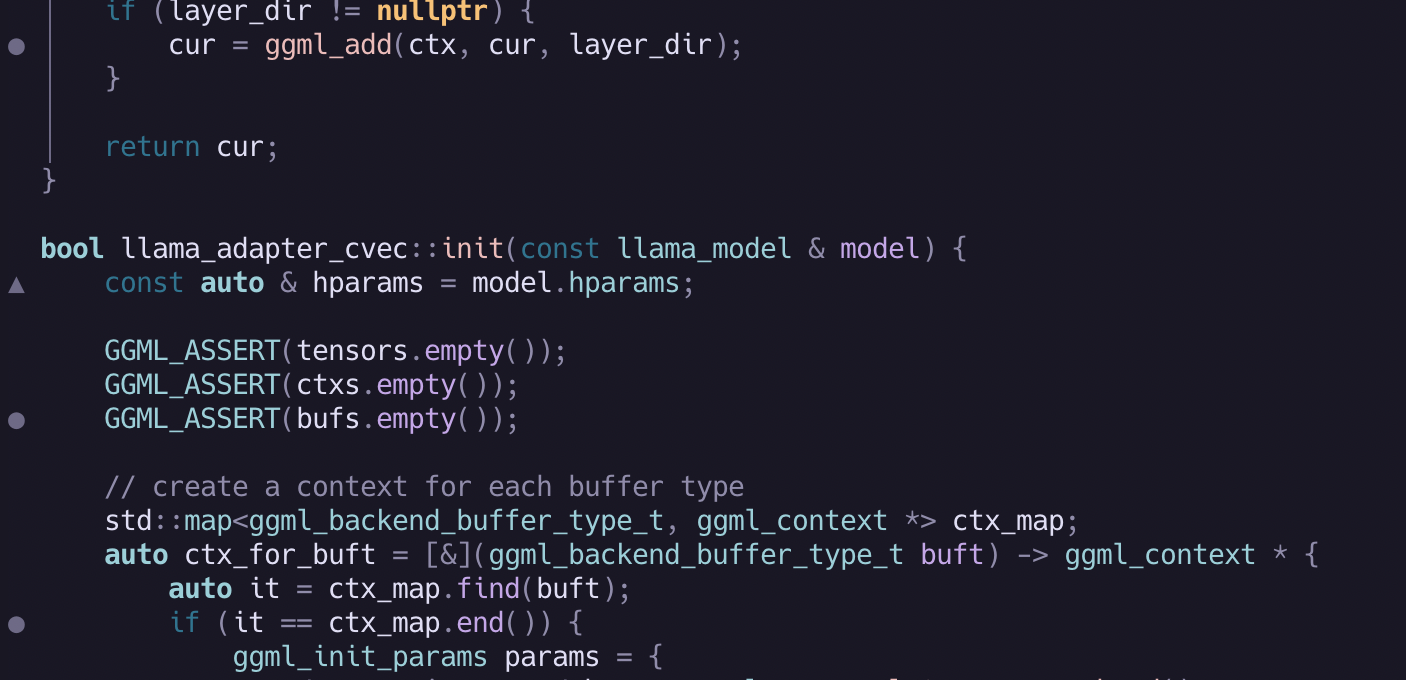 if (layer_dir != nullptr) {
        cur = ggml_add(ctx, cur, layer_dir);
    }

    return cur;
}

bool llama_adapter_cvec::init(const llama_model & model) {
    const auto & hparams = model.hparams;

    GGML_ASSERT(tensors.empty());
    GGML_ASSERT(ctxs.empty());
    GGML_ASSERT(bufs.empty());

    // create a context for each buffer type
    std::map<ggml_backend_buffer_type_t, ggml_context *> ctx_map;
    auto ctx_for_buft = [&](ggml_backend_buffer_type_t buft) -> ggml_context * {
        auto it = ctx_map.find(buft);
        if (it == ctx_map.end()) {
            ggml_init_params params = {